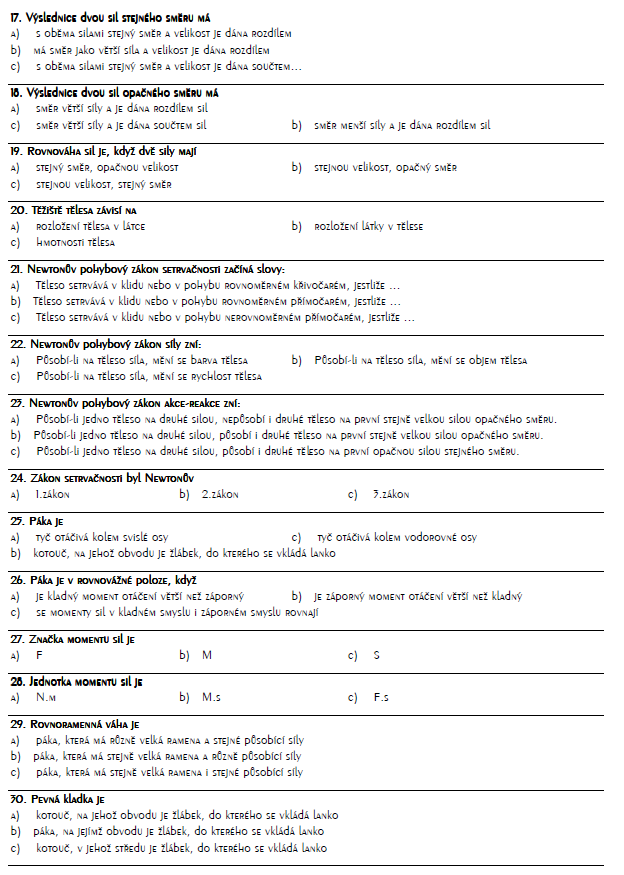 17. Výslednice dvou sil stejného směru má
a) s oběma silami stejný směr a velikost je dána rozdílem
b) má směr jako větší síla a velikost je dána rozdílem
c) s oběma silami stejný směr a velikost je dána součtem...
18. Výslednice dvou sil opačného směru má
a) směr větší síly a je dána rozdílem sil
c) směr větší síly a je dána součtem sil b) směr menší síly a je dána rozdílem sil
19. Rovnováha sil je, když dvě síly mají
a) stejný směr, opačnou velikost b) stejnou velikost, opačný směr
c) stejnou velikost, stejný směr
20. Těžiště tělesa závisí na
a) rozložení tělesa v látce b) rozložení látky v tělese
c) hmotnosti tělesa
21. Newtonův pohybový zákon setrvačnosti začíná slovy:
a) Těleso setrvává v klidu nebo v pohybu rovnoměrném křivočarém, jestliže ...
b) Těleso setrvává v klidu nebo v pohybu rovnoměrném přímočarém, jestliže ...
c) Těleso setrvává v klidu nebo v pohybu nerovnoměrném přímočarém, jestliže ...
22. Newtonův pohybový zákon síly zní:
a) Působí-li na těleso síla, mění se barva tělesa b) Působí-li na těleso síla, mění se objem tělesa
c) Působí-li na těleso síla, mění se rychlost tělesa
23. Newtonův pohybový zákon akce-reakce zní:
a) Působí-li jedno těleso na druhé silou, nepůsobí i druhé těleso na první stejně velkou silou opačného směru.
b) Působí-li jedno těleso na druhé silou, působí i druhé těleso na první stejně velkou silou opačného směru.
c) Působí-li jedno těleso na druhé silou, působí i druhé těleso na první opačnou silou stejného směru.
24. Zákon setrvačnosti byl Newtonův
a) 1.zákon b) 2.zákon c) 3.zákon
25. Páka je
a) tyč otáčivá kolem svislé osy c) tyč otáčivá kolem vodorovné osy
b) kotouč, na jehož obvodu je žlábek, do kterého se vkládá lanko
26. Páka je v rovnovážné poloze, když
a) je kladný moment otáčení větší než záporný b) je záporný moment otáčení větší než kladný
c) se momenty sil v kladném smyslu i záporném smyslu rovnají
27. Značka momentu sil je
a) F b) M c) S
28. Jednotka momentu sil je
a) N.m b) M.s c) F.s
29. Rovnoramenná váha je
a) páka, která má různě velká ramena a stejné působící síly
b) páka, která má stejně velká ramena a různě působící síly
c) páka, která má stejně velká ramena i stejné působící síly
30. Pevná kladka je
a) kotouč, na jehož obvodu je žlábek, do kterého se vkládá lanko
b) páka, na jejímž obvodu je žlábek, do kterého se vkládá lanko
c) kotouč, v jehož středu je žlábek, do kterého se vkládá lanko